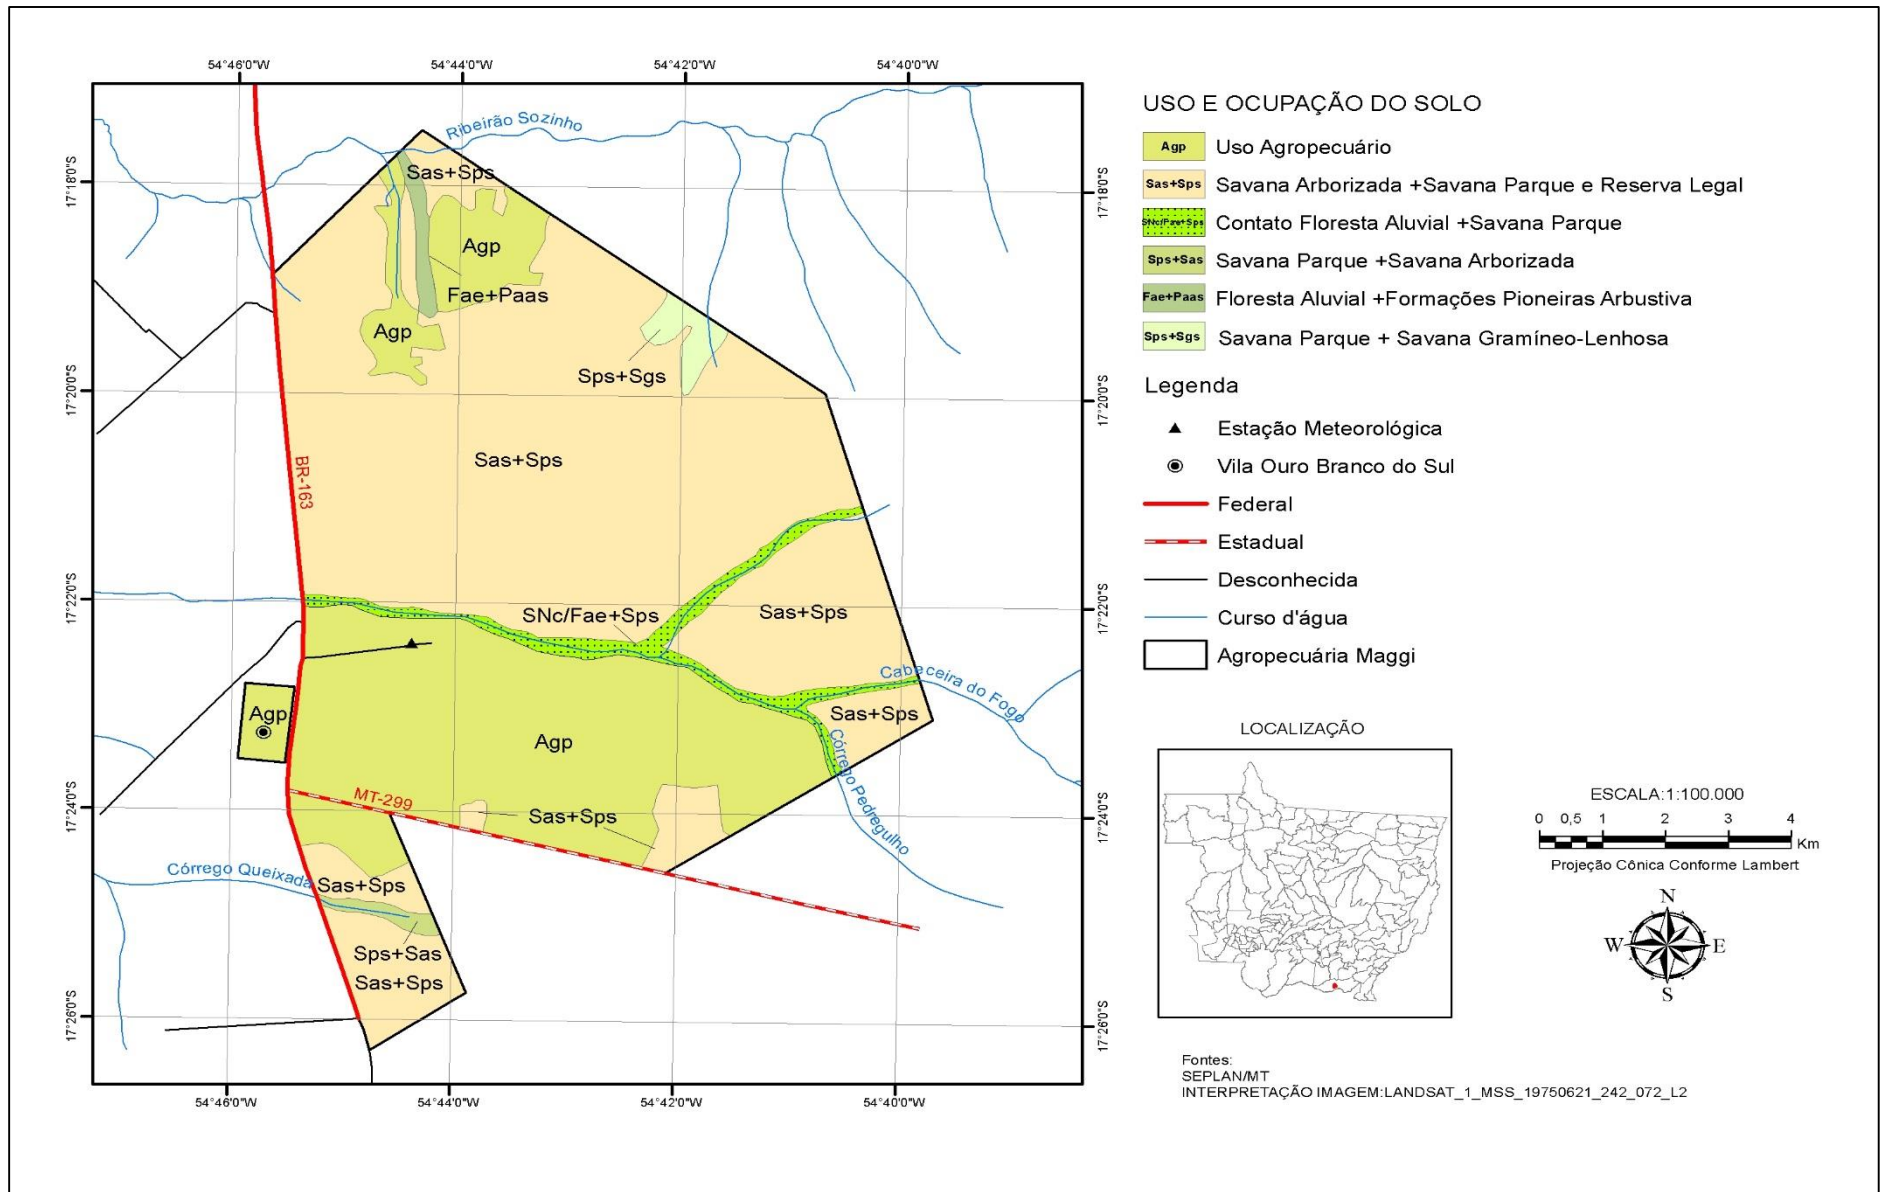 54°46'0"W
54°44'0"W
54°42'0"W
54°40'0"W
17°18'0"S
17°20'0"S
17°22'0"S
17°24'0"S
17°26'0"S
17°18'0"S
17°20'0"S
17°22'0"S
17°24'0"S
17°26'0"S
Ribeirão Sozinho
Sas+Sps
Agp
Fae+Paas
Agp
Sps+Sgs
Sas+Sps
BR-163
SNc/Fae+Sps
Sas+Sps
Cabeceira do Fogo
Agp
Sas+Sps
Agp
Córrego Pedregulho
MT-299
Sas+Sps
Córrego Queixada
Sas+Sps
Sps+Sas
Sas+Sps
54°46'0"W
54°44'0"W
54°42'0"W
54°40'0"W
USO E OCUPAÇÃO DO SOLO
Agp Uso Agropecuário
Sas+Sps Savana Arborizada +Savana Parque e Reserva Legal
SNc/Fae+Sps Contato Floresta Aluvial +Savana Parque
Sps+Sas Savana Parque +Savana Arborizada
Fae+Paas Floresta Aluvial +Formações Pioneiras Arbustiva
Sps+Sgs Savana Parque + Savana Gramíneo-Lenhosa
Legenda
Estação Meteorológica
Vila Ouro Branco do Sul
Federal
Estadual
Desconhecida
Curso d'água
Agropecuária Maggi
LOCALIZAÇÃO
ESCALA:1:100.000
0 0,5 1 2 3 4
Km
Projeção Cônica Conforme Lambert
N
W E
S
Fontes:
SEPLAN/MT
INTERPRETAÇÃO IMAGEM:LANDSAT_1_MSS_19750621_242_072_L2